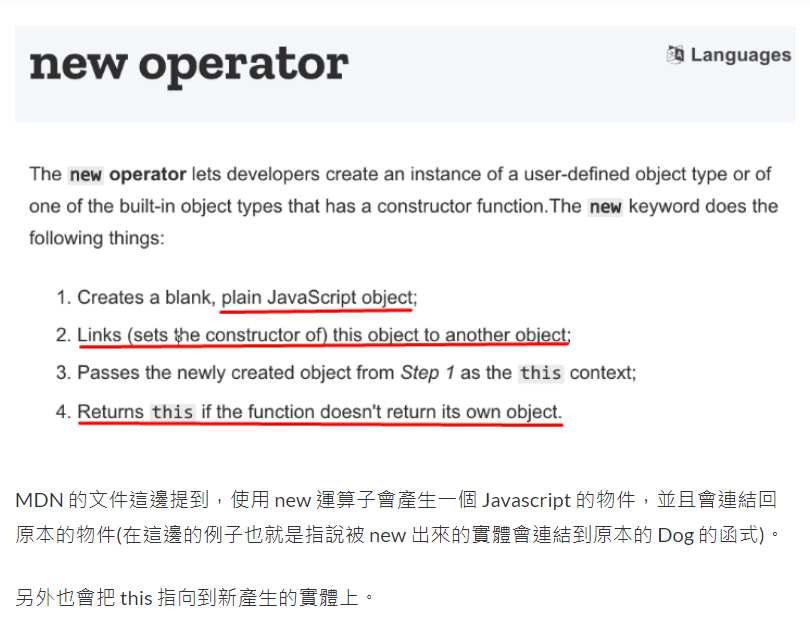 new operator
Languages
The new operator lets developers create an instance of a user-defined object type or of
one of the built-in object types that has a constructor function.The new keyword does the
following things:
1. Creates a blank, plain JavaScript object;
2. Links (sets the constructor of) this object to another object;
3. Passes the newly created object from Step 1 as the this context;
4. Returns this if the function doesn't return its own object.
MDN 的文件這邊提到，使用 new 運算子會產生一個 Javascript 的物件，並且會連結回
原本的物件(在這邊的例子也就是指說被 new 出來的實體會連結到原本的 Dog 的函式)。
另外也會把 this 指向到新產生的實體上。